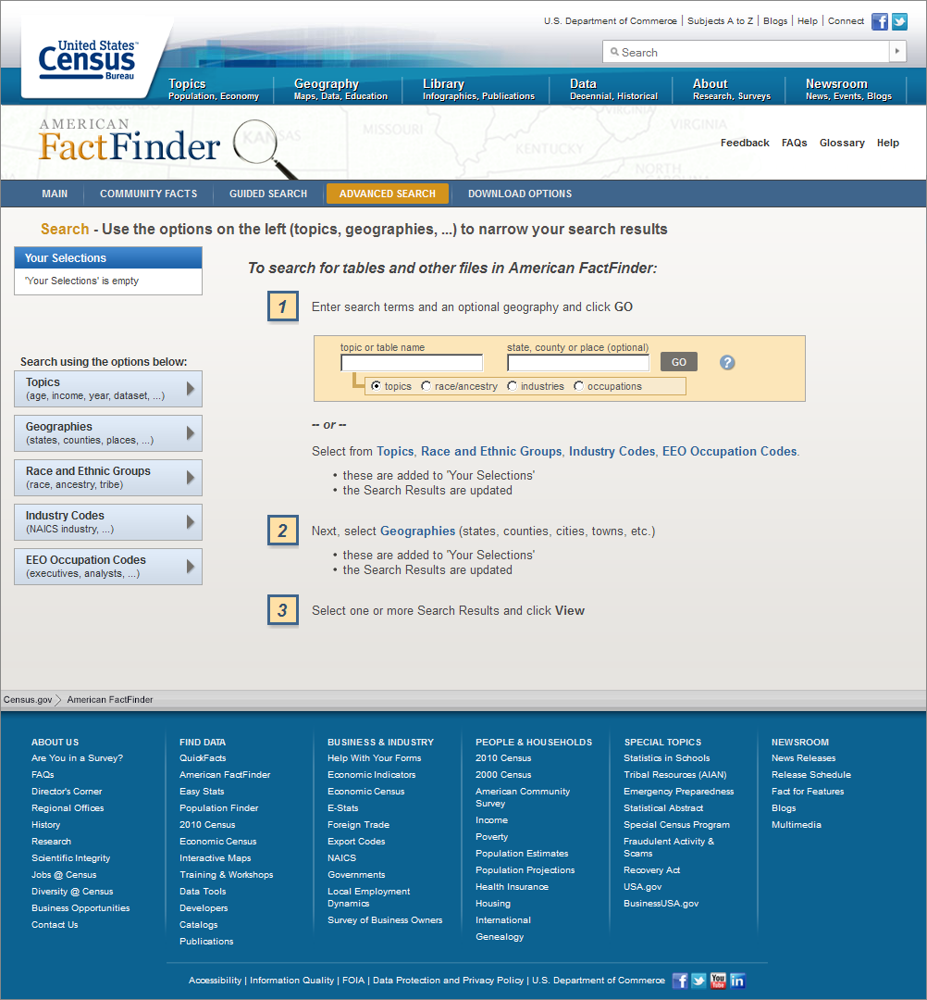 U.S. Department of Commerce | Subjects A to Z | Blogs | Help | Connect
United States™
Census
Bureau
Search
Topics
Population, Economy
Geography
Maps, Data, Education
Library
Infographics, Publications
Data
Decennial, Historical
About
Research, Surveys
Newsroom
News, Events, Blogs
COLORADO
KANSAS
MISSOURI
KENTUCKY
WEST VIRGINIA
VIRGINIA
NORTH CAROLINA
AMERICAN
FactFinder
Feedback FAQs Glossary Help
MAIN COMMUNITY FACTS GUIDED SEARCH ADVANCED SEARCH DOWNLOAD OPTIONS
Search - Use the options on the left (topics, geographies, ...) to narrow your search results
Your Selections
'Your Selections' is empty
Search using the options below:
Topics
(age, income, year, dataset, ...)
Geographies
(states, counties, places, ...)
Race and Ethnic Groups
(race, ancestry, tribe)
Industry Codes
(NAICS industry, ...)
EEO Occupation Codes
(executives, analysts, ...)
To search for tables and other files in American FactFinder:
1 Enter search terms and an optional geography and click GO
topic or table name state, county or place (optional)
GO ?
topics race/ancestry industries occupations
-- or --
Select from Topics, Race and Ethnic Groups, Industry Codes, EEO Occupation Codes.
• these are added to 'Your Selections'
• the Search Results are updated
2 Next, select Geographies (states, counties, cities, towns, etc.)
• these are added to 'Your Selections'
• the Search Results are updated
3 Select one or more Search Results and click View
Census.gov American FactFinder
ABOUT US
Are You in a Survey?
FAQs
Director's Corner
Regional Offices
History
Research
Scientific Integrity
Jobs @ Census
Diversity @ Census
Business Opportunities
Contact Us
FIND DATA
QuickFacts
American FactFinder
Easy Stats
Population Finder
2010 Census
Economic Census
Interactive Maps
Training & Workshops
Data Tools
Developers
Catalogs
Publications
BUSINESS & INDUSTRY
Help With Your Forms
Economic Indicators
Economic Census
E-Stats
Foreign Trade
Export Codes
NAICS
Governments
Local Employment
Dynamics
Survey of Business Owners
PEOPLE & HOUSEHOLDS
2010 Census
2000 Census
American Community
Survey
Income
Poverty
Population Estimates
Population Projections
Health Insurance
Housing
International
Genealogy
SPECIAL TOPICS
Statistics in Schools
Tribal Resources (AIAN)
Emergency Preparedness
Statistical Abstract
Special Census Program
Fraudulent Activity &
Scams
Recovery Act
USA.gov
BusinessUSA.gov
NEWSROOM
News Releases
Release Schedule
Fact for Features
Blogs
Multimedia
Accessibility | Information Quality | FOIA | Data Protection and Privacy Policy | U.S. Department of Commerce